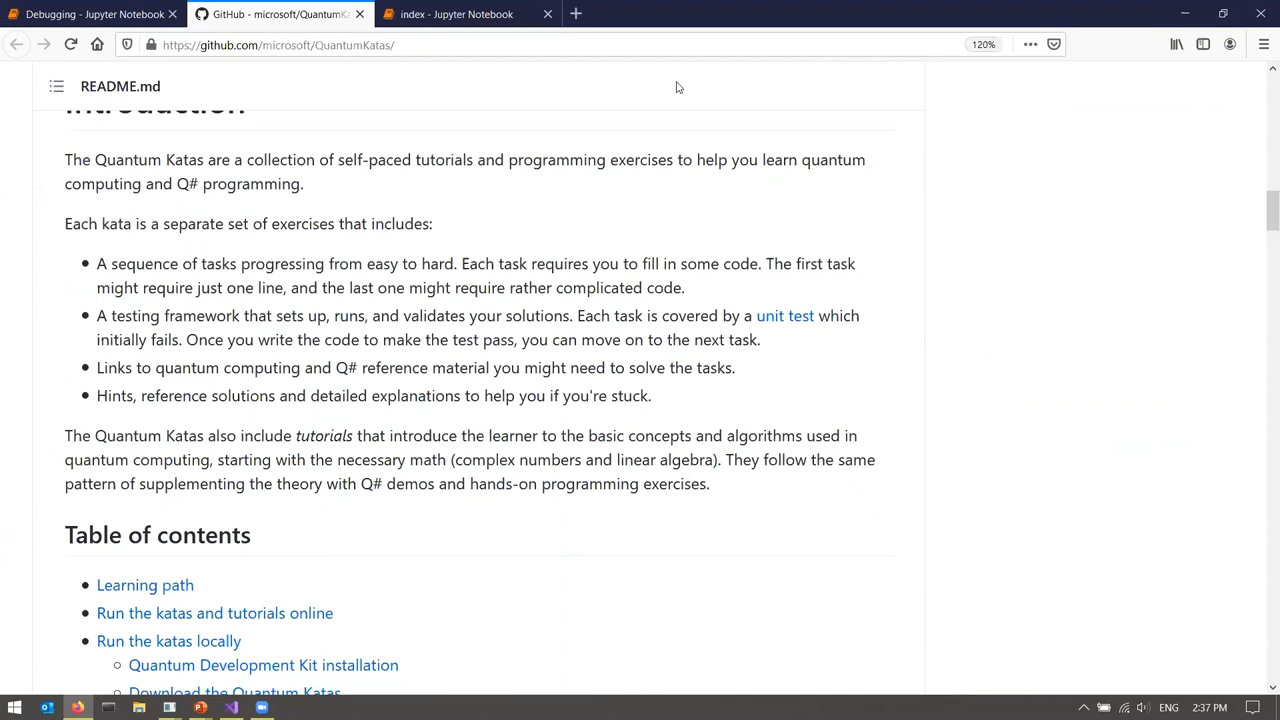 Debugging - Jupyter Notebook
GitHub - microsoft/QuantumKa
index - Jupyter Notebook
https://github.com/microsoft/QuantumKatas/
120%
README.md
Introduction
The Quantum Katas are a collection of self-paced tutorials and programming exercises to help you learn quantum
computing and Q# programming.
Each kata is a separate set of exercises that includes:
A sequence of tasks progressing from easy to hard. Each task requires you to fill in some code. The first task
might require just one line, and the last one might require rather complicated code.
A testing framework that sets up, runs, and validates your solutions. Each task is covered by a unit test which
initially fails. Once you write the code to make the test pass, you can move on to the next task.
Links to quantum computing and Q# reference material you might need to solve the tasks.
Hints, reference solutions and detailed explanations to help you if you're stuck.
The Quantum Katas also include tutorials that introduce the learner to the basic concepts and algorithms used in
quantum computing, starting with the necessary math (complex numbers and linear algebra). They follow the same
pattern of supplementing the theory with Q# demos and hands-on programming exercises.
Table of contents
Learning path
Run the katas and tutorials online
Run the katas locally
Quantum Development Kit installation
Download the Quantum Katas
ENG
2:37 PM